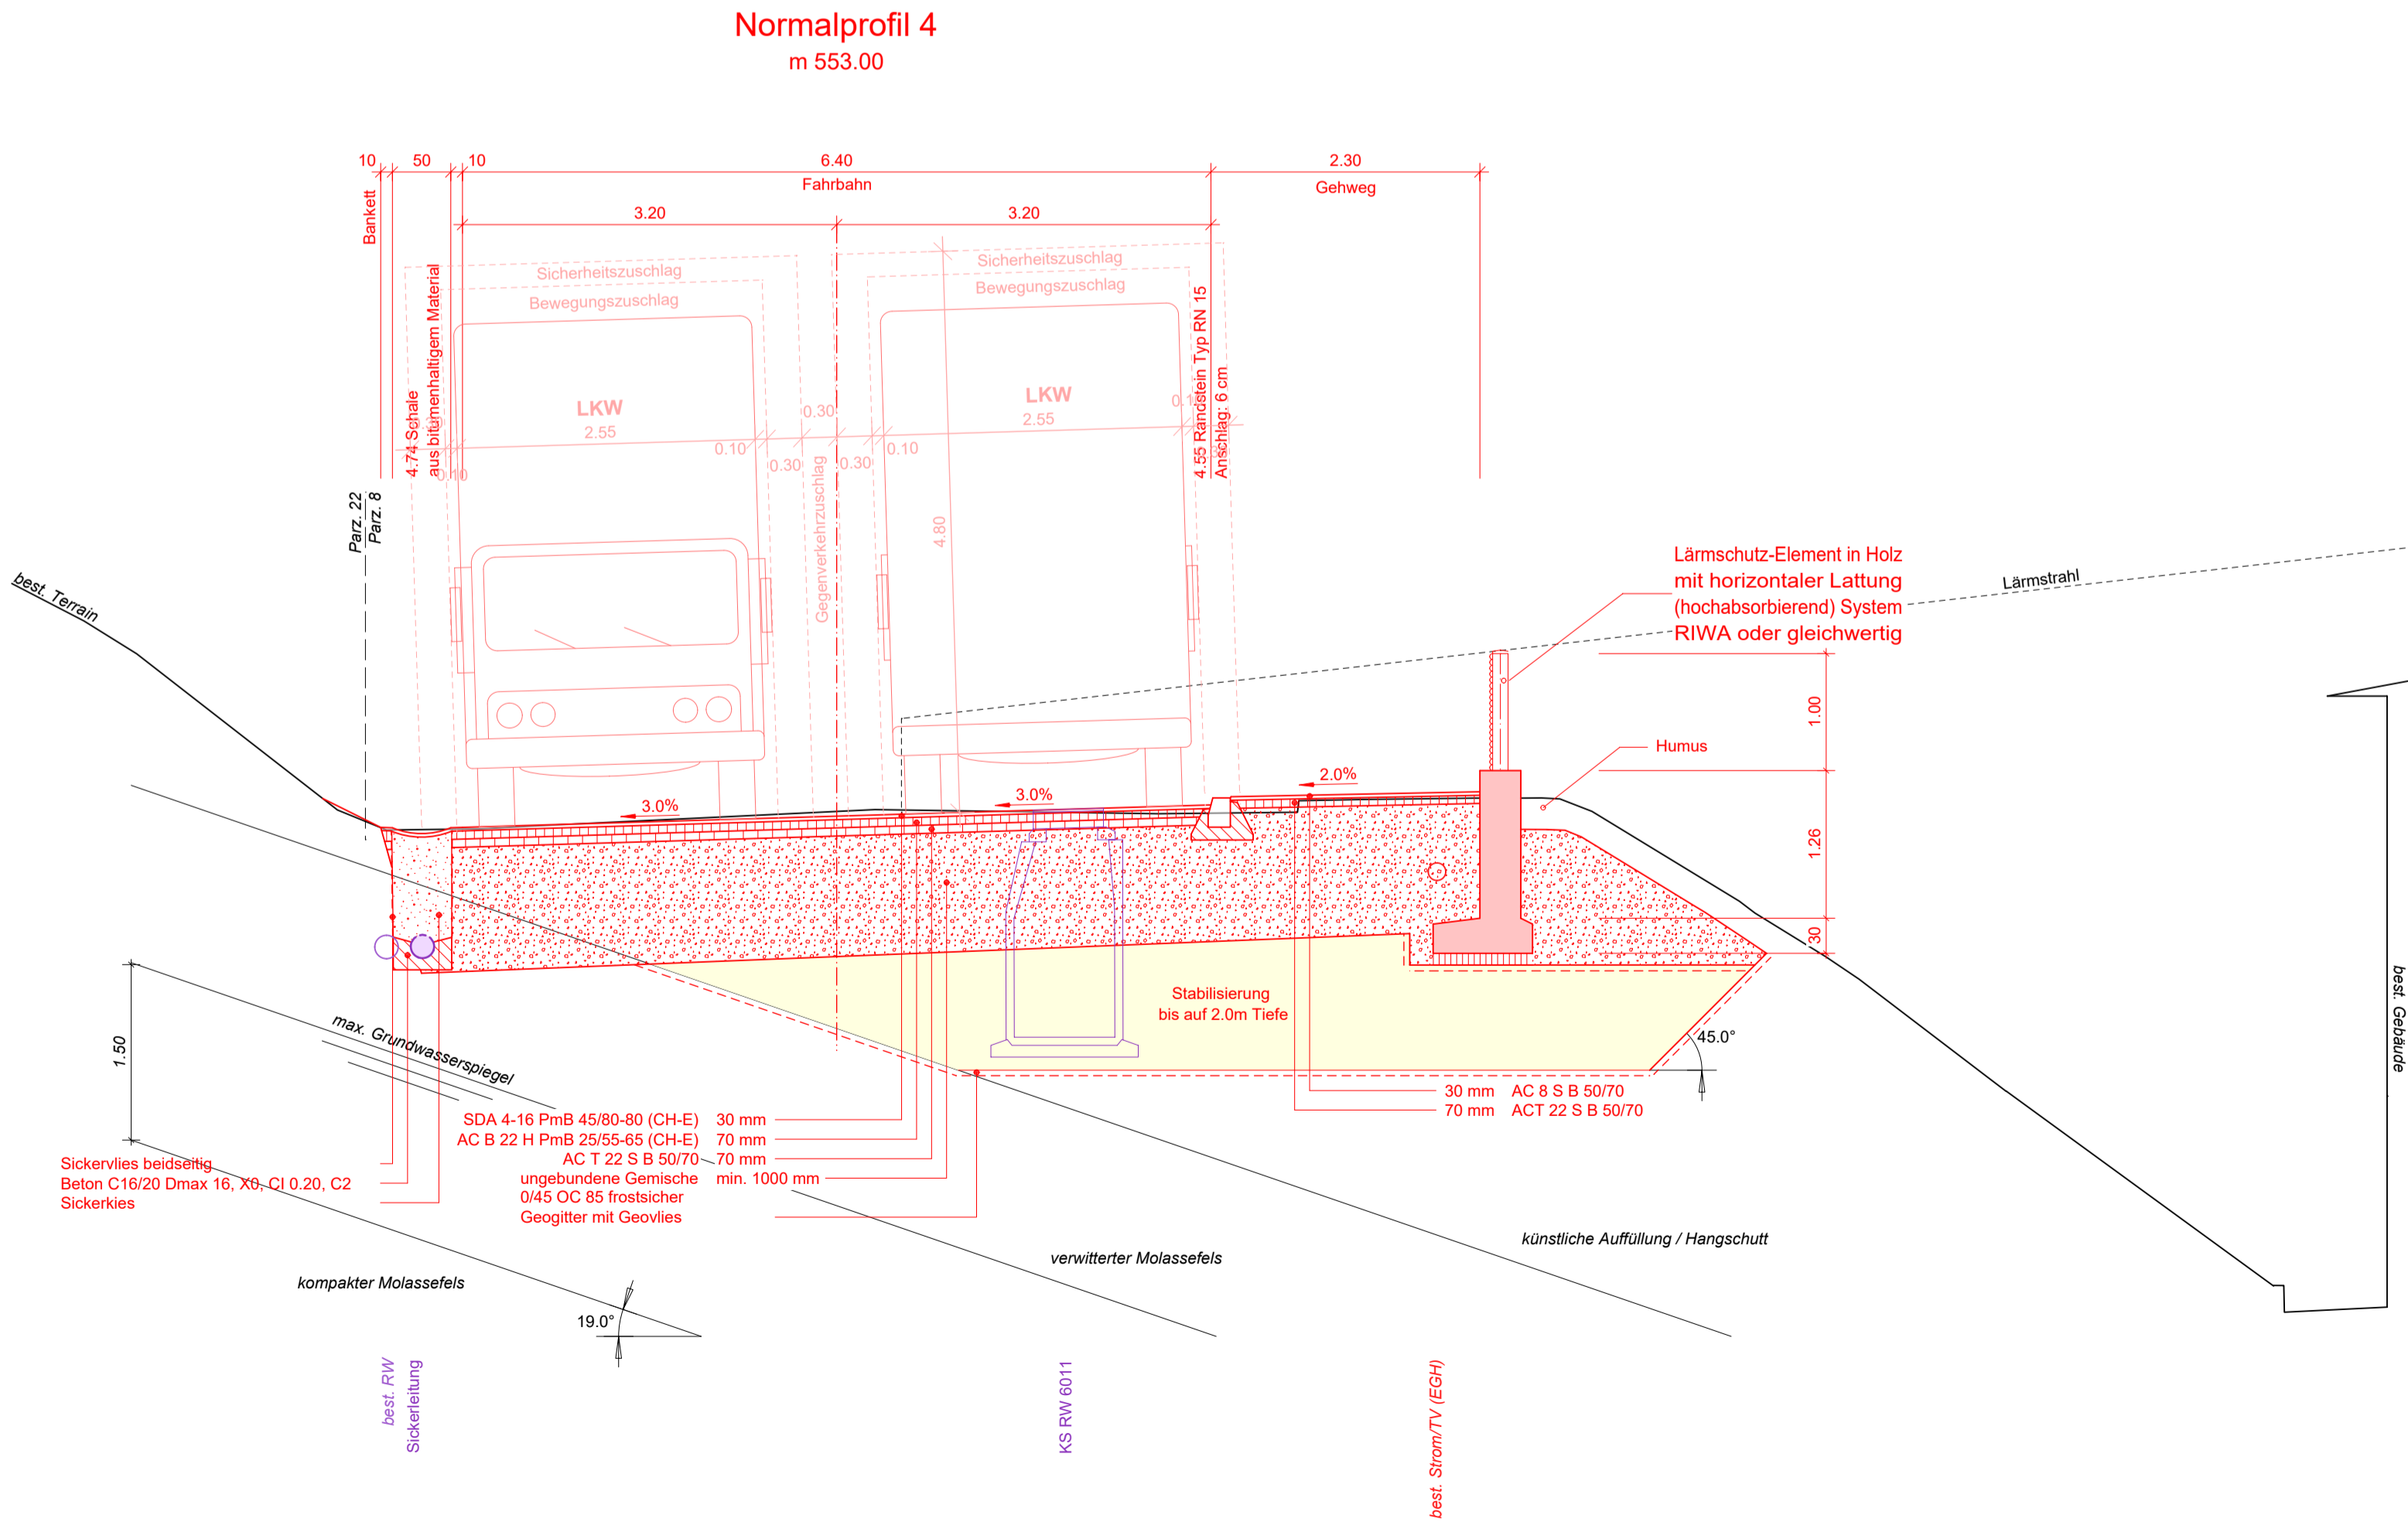 Normalprofil 4
m 553.00
10
50
10
6.40
2.30
Fahrbahn
Gehweg
Bankett
3.20
3.20
4.74 Schale
aus bitumenhaltigem Material
Sicherheitszuschlag
Bewegungszuschlag
Sicherheitszuschlag
Bewegungszuschlag
4.55 Randstein Typ RN 15
Anschlag: 6 cm
LKW
2.55
LKW
2.55
0.30
0.10
0.10
0.30
0.30
0.30
0.10
0.10
Gegenverkehrzuschlag
4.80
Parz. 22
Parz. 8
best. Terrain
Lärmschutz-Element in Holz
mit horizontaler Lattung
(hochabsorbierend) System
RIWA oder gleichwertig
Lärmstrahl
1.00
Humus
1.26
30
3.0%
3.0%
2.0%
best. Gebäude
Stabilisierung
bis auf 2.0m Tiefe
45.0°
1.50
max. Grundwasserspiegel
30 mm AC 8 S B 50/70
70 mm ACT 22 S B 50/70
SDA 4-16 PmB 45/80-80 (CH-E) 30 mm
AC B 22 H PmB 25/55-65 (CH-E) 70 mm
AC T 22 S B 50/70 70 mm
ungebundene Gemische min. 1000 mm
0/45 OC 85 frostsicher
Geogitter mit Geovlies
Sickervlies beidseitig
Beton C16/20 Dmax 16, X0, Cl 0.20, C2
Sickerkies
künstliche Auffüllung / Hangschutt
verwitterter Molassefels
kompakter Molassefels
19.0°
best. RW
Sickerleitung
KS RW 6011
best. Strom/TV (EGH)